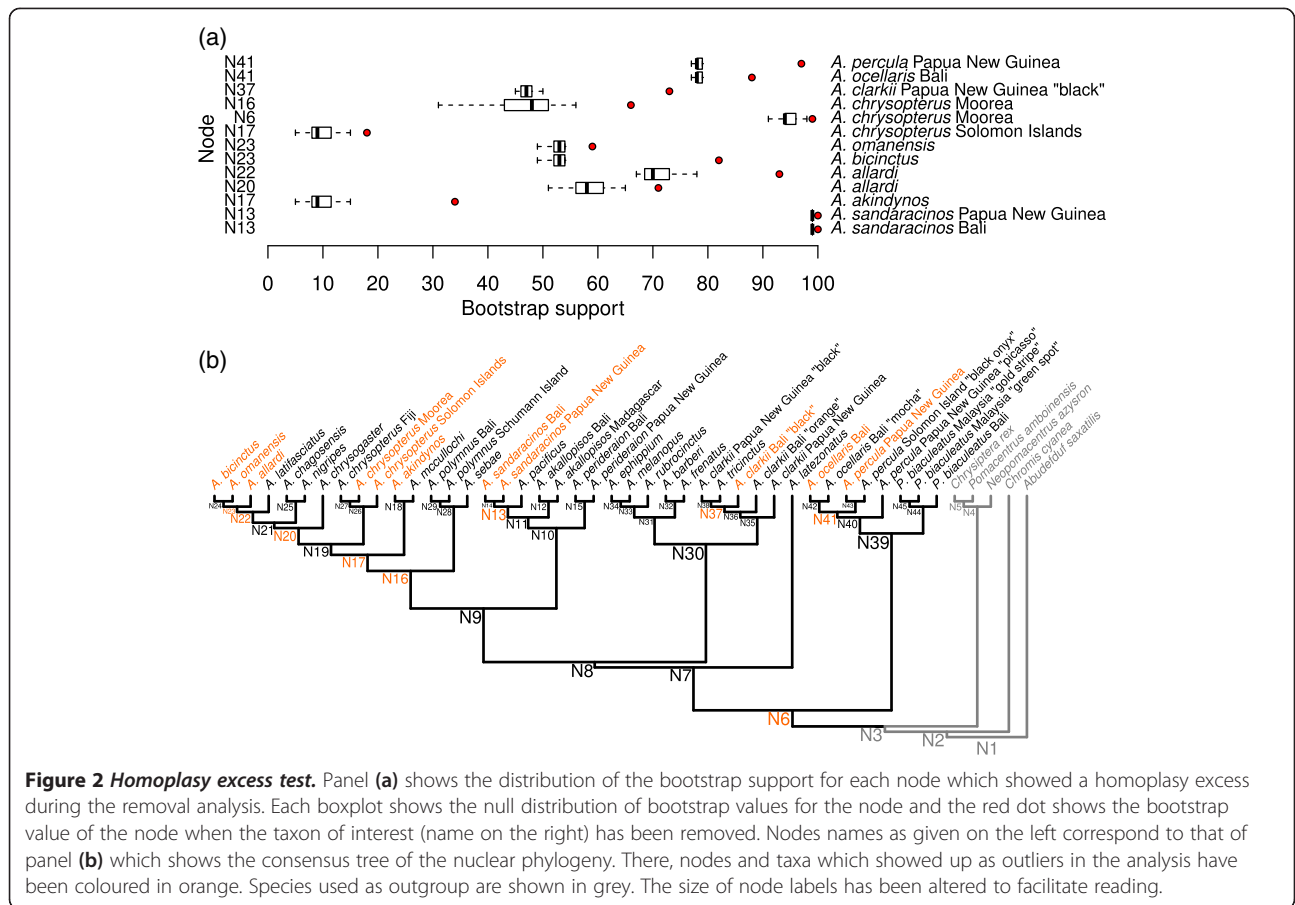 (a)
N41 A. percula Papua New Guinea
N41 A. ocellaris Bali
N37 A. clarkii Papua New Guinea "black"
N16 A. chrysopterus Moorea
N6 A. chrysopterus Moorea
N17 A. chrysopterus Solomon Islands
N23 A. omanensis
N23 A. bicinctus
N22 A. allardi
N20 A. allardi
N17 A. akindynos
N13 A. sandaracinos Papua New Guinea
N13 A. sandaracinos Bali
Node
0 10 20 30 40 50 60 70 80 90 100
Bootstrap support
(b)
A. bicinctus
A. omanensis
A. allardi
A. latifasciatus
A. chagosensis
A. nigripes
A. chrysogaster
A. chrysopterus Fiji
A. chrysopterus Moorea
A. chrysopterus Solomon Islands
A. akindynos
A. mccullochi
A. polymnus Bali
A. polymnus Schumann Island
A. sebae
A. sandaracinos Bali
A. sandaracinos Papua New Guinea
A. pacificus
A. akallopisos Bali
A. akallopisos Madagascar
A. perideraion Bali
A. perideraion Papua New Guinea
A. ephippium
A. melanopus
A. rubrocinctus
A. barberi
A. frenatus
A. clarkii Papua New Guinea "black"
A. tricinctus
A. clarkii Bali "black"
A. clarkii Bali "orange"
A. clarkii Papua New Guinea
A. latezonatus
A. ocellaris Bali
A. ocellaris Bali "mocha"
A. percula Papua New Guinea
A. percula Solomon Island "black onyx"
A. percula Papua New Guinea "picasso"
P. biaculeatus Malaysia "gold stripe"
P. biaculeatus Malaysia "green spot"
P. biaculeatus Bali
Chrysiptera rex
Pomacentrus amboinensis
Neopomacentrus azysron
Chromis cyanea
Abudefduf saxatilis
N24 N23 N22 N21 N25 N20 N19 N27 N26 N17 N18 N16 N29 N28
N14 N13 N11 N12 N10 N15 N34 N33 N31 N32 N30 N38 N37 N36 N35
N42 N41 N43 N40 N45 N44 N39 N5 N4
N9
N8 N7
N6 N3 N2 N1
Figure 2 Homoplasy excess test. Panel (a) shows the distribution of the bootstrap support for each node which showed a homoplasy excess
during the removal analysis. Each boxplot shows the null distribution of bootstrap values for the node and the red dot shows the bootstrap
value of the node when the taxon of interest (name on the right) has been removed. Nodes names as given on the left correspond to that of
panel (b) which shows the consensus tree of the nuclear phylogeny. There, nodes and taxa which showed up as outliers in the analysis have
been coloured in orange. Species used as outgroup are shown in grey. The size of node labels has been altered to facilitate reading.